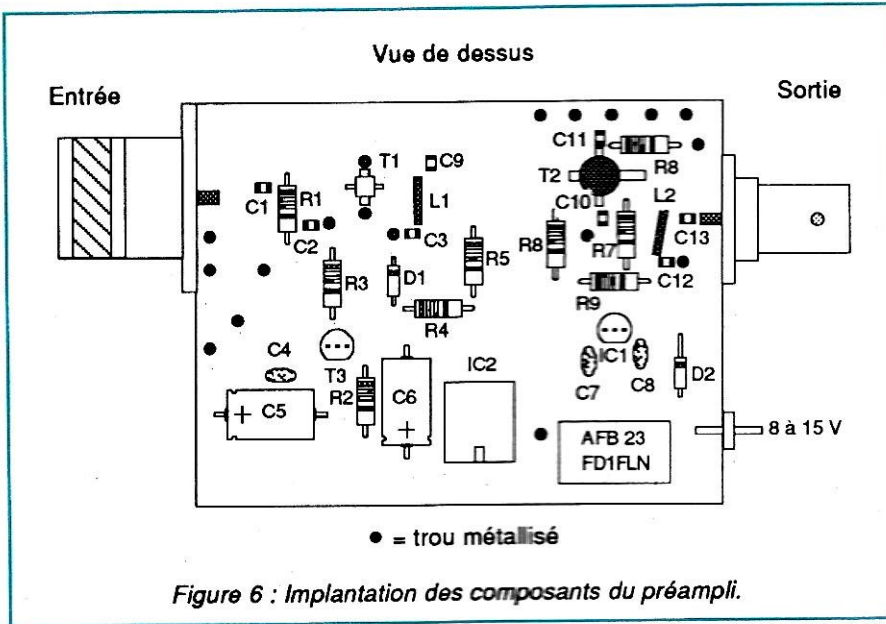 Vue de dessus
Entrée
Sortie
C11
R8
T1
C9
T2
C10
L2
C1
R1
L1
C2
C3
R8
R7
C13
R3
D1
R5
C12
R4
R9
C4
T3
IC2
IC1
C7
C8
D2
C5
R2
C6
8 à 15 V
AFB 23
FD1FLN
● = trou métallisé
Figure 6 : Implantation des composants du préampli.